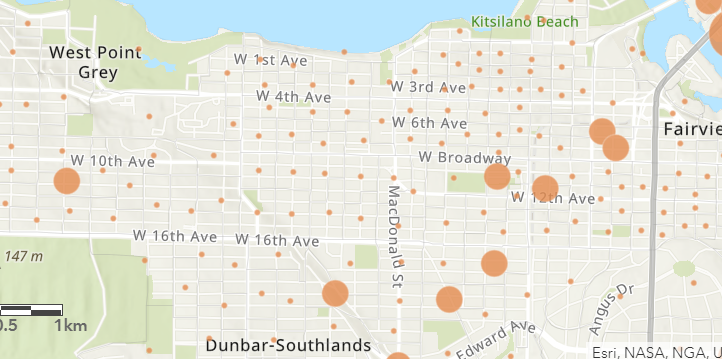 Kitsilano Beach
West Point
Grey
W 1st Ave
W 3rd Ave
W 4th Ave
W 6th Ave
Fairview
W Broadway
W 10th Ave
W 12th Ave
MacDonald St
W 16th Ave
W 16th Ave
147 m
Angus Dr
0.5
1km
Edward Ave
Dunbar-Southlands
Esri, NASA, NGA, U